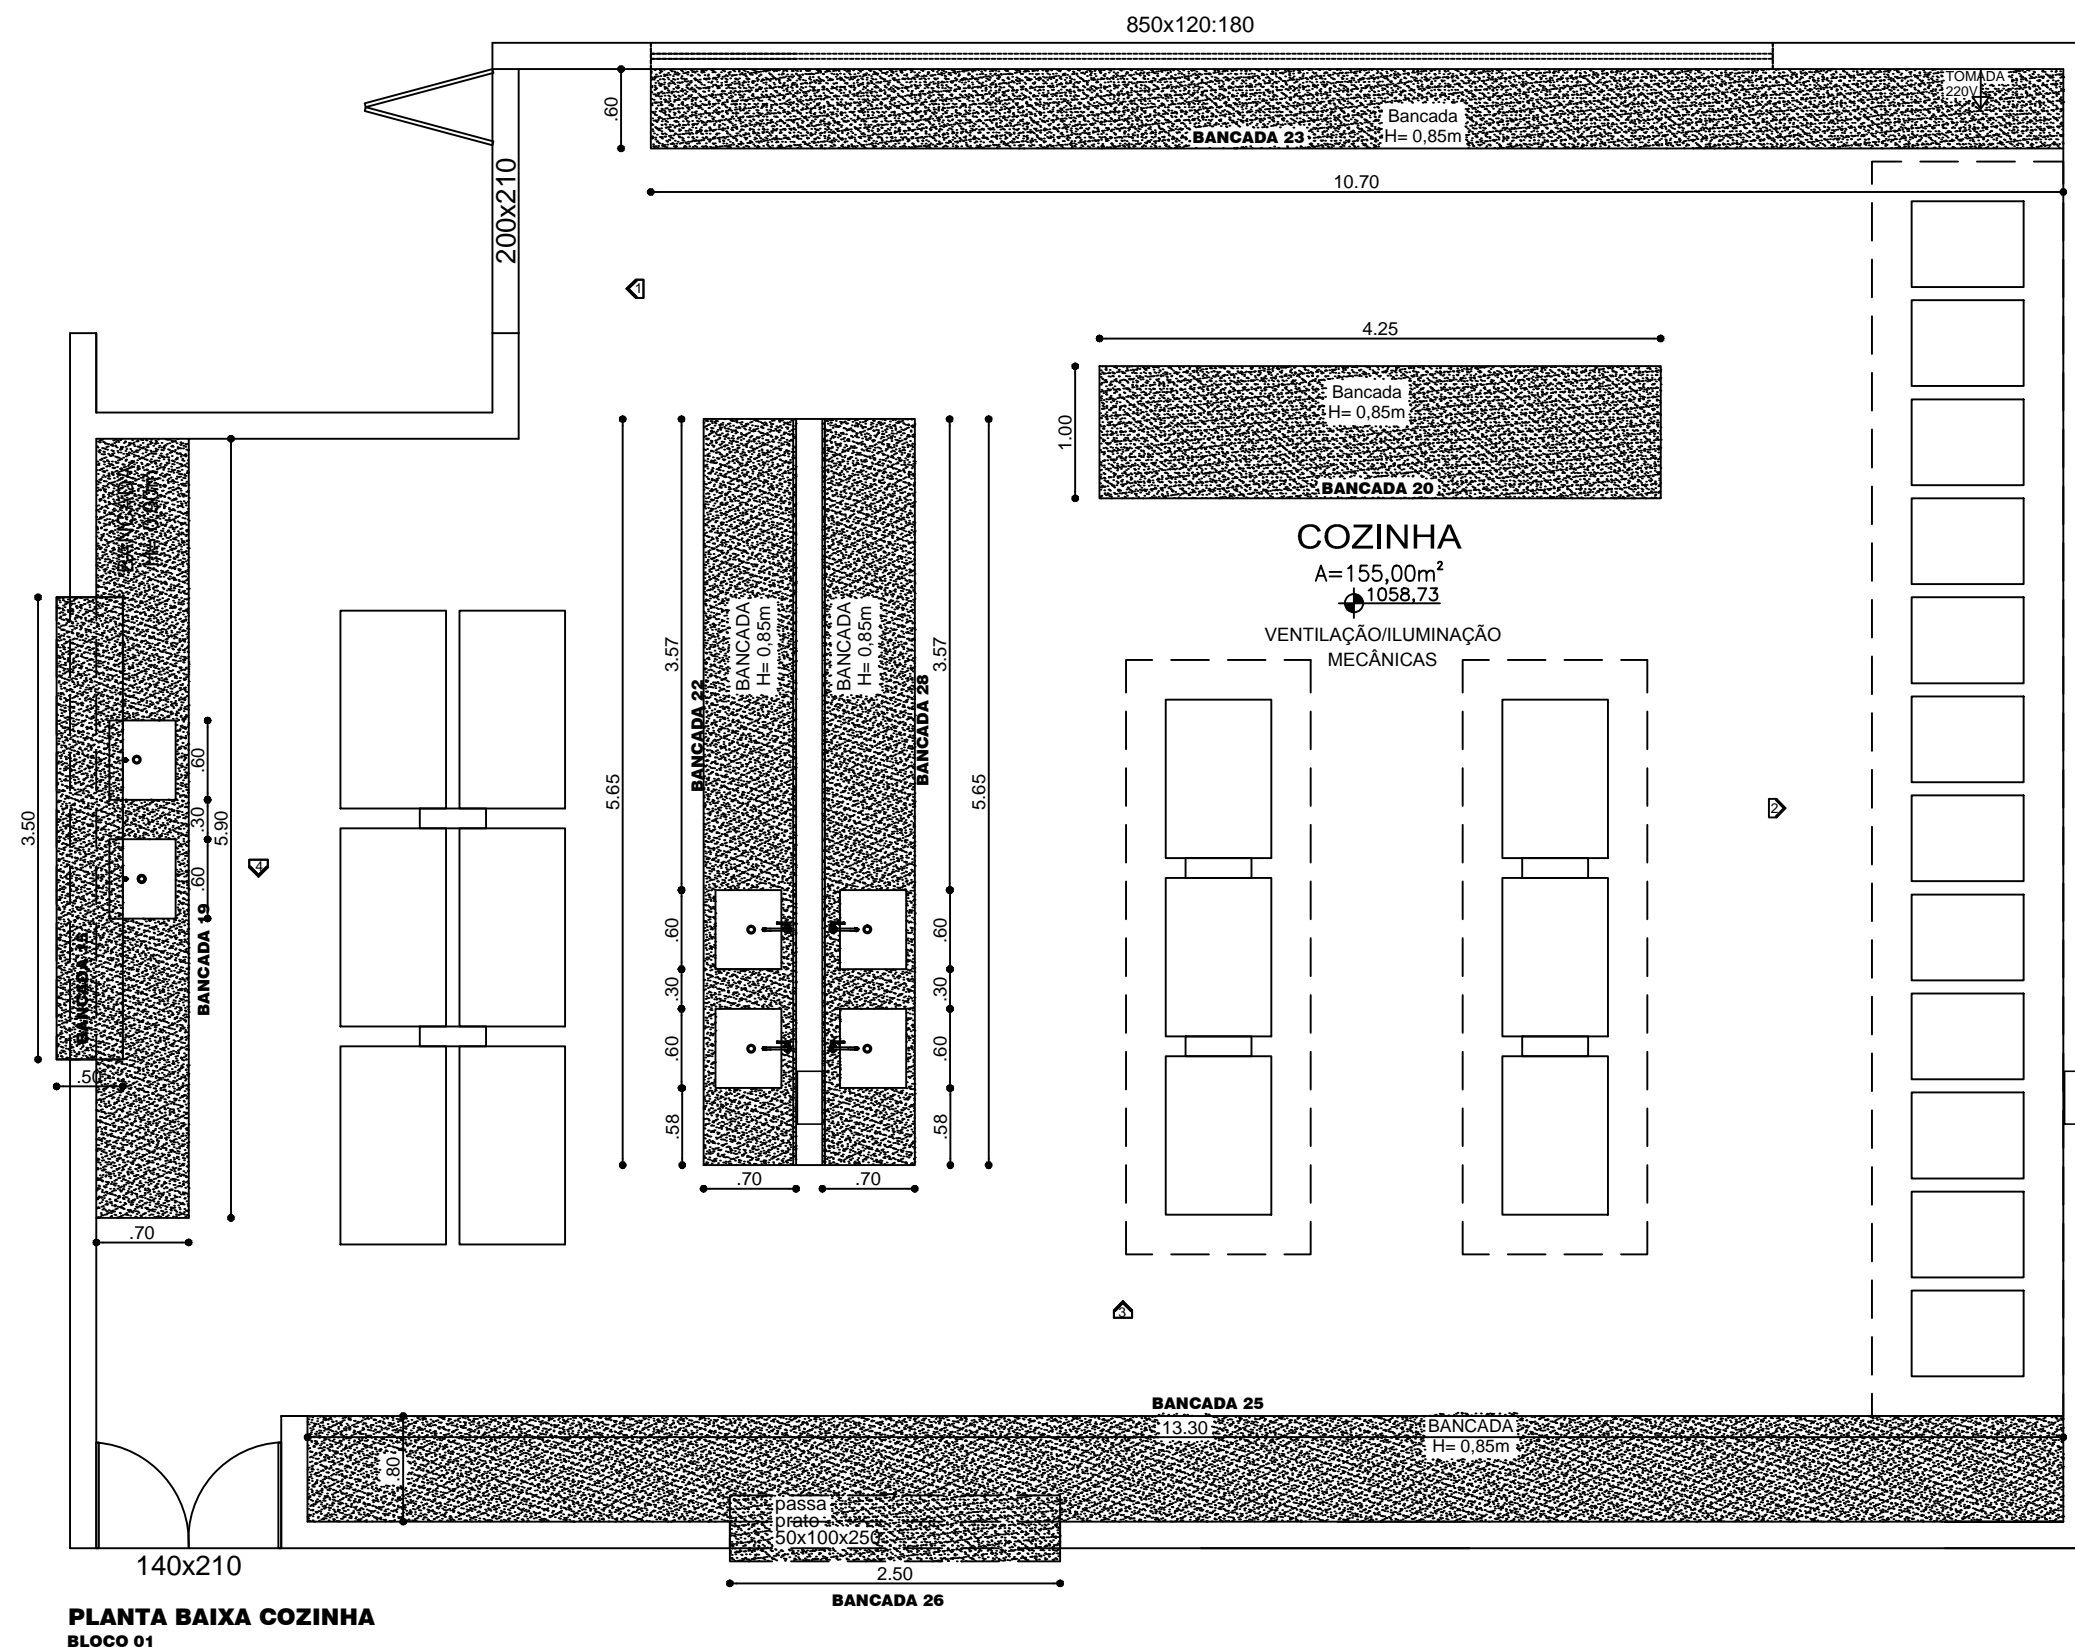 850x120:180
TOMADA
220V
.60
Bancada
H= 0,85m
BANCADA 23
200x210
10.70
1
4.25
Bancada
H= 0,85m
1.00
BANCADA 20
COZINHA
A=155,00m²
1058,73
VENTILAÇÃO/ILUMINAÇÃO
MECÂNICAS
BANCADA
H= 0,85m
BANCADA
H= 0,85m
3.57
3.57
BANCADA 22
BANCADA 28
5.65
5.65
.60
.30
.60
5.90
3.50
2
4
BANCADA 19
.50
.60
.30
.60
.58
.60
.30
.60
.58
.70
.70
.70
3
BANCADA 25
13.30
BANCADA
H= 0,85m
.80
passa
prato
50x100x250
140x210
2.50
BANCADA 26
PLANTA BAIXA COZINHA
BLOCO 01